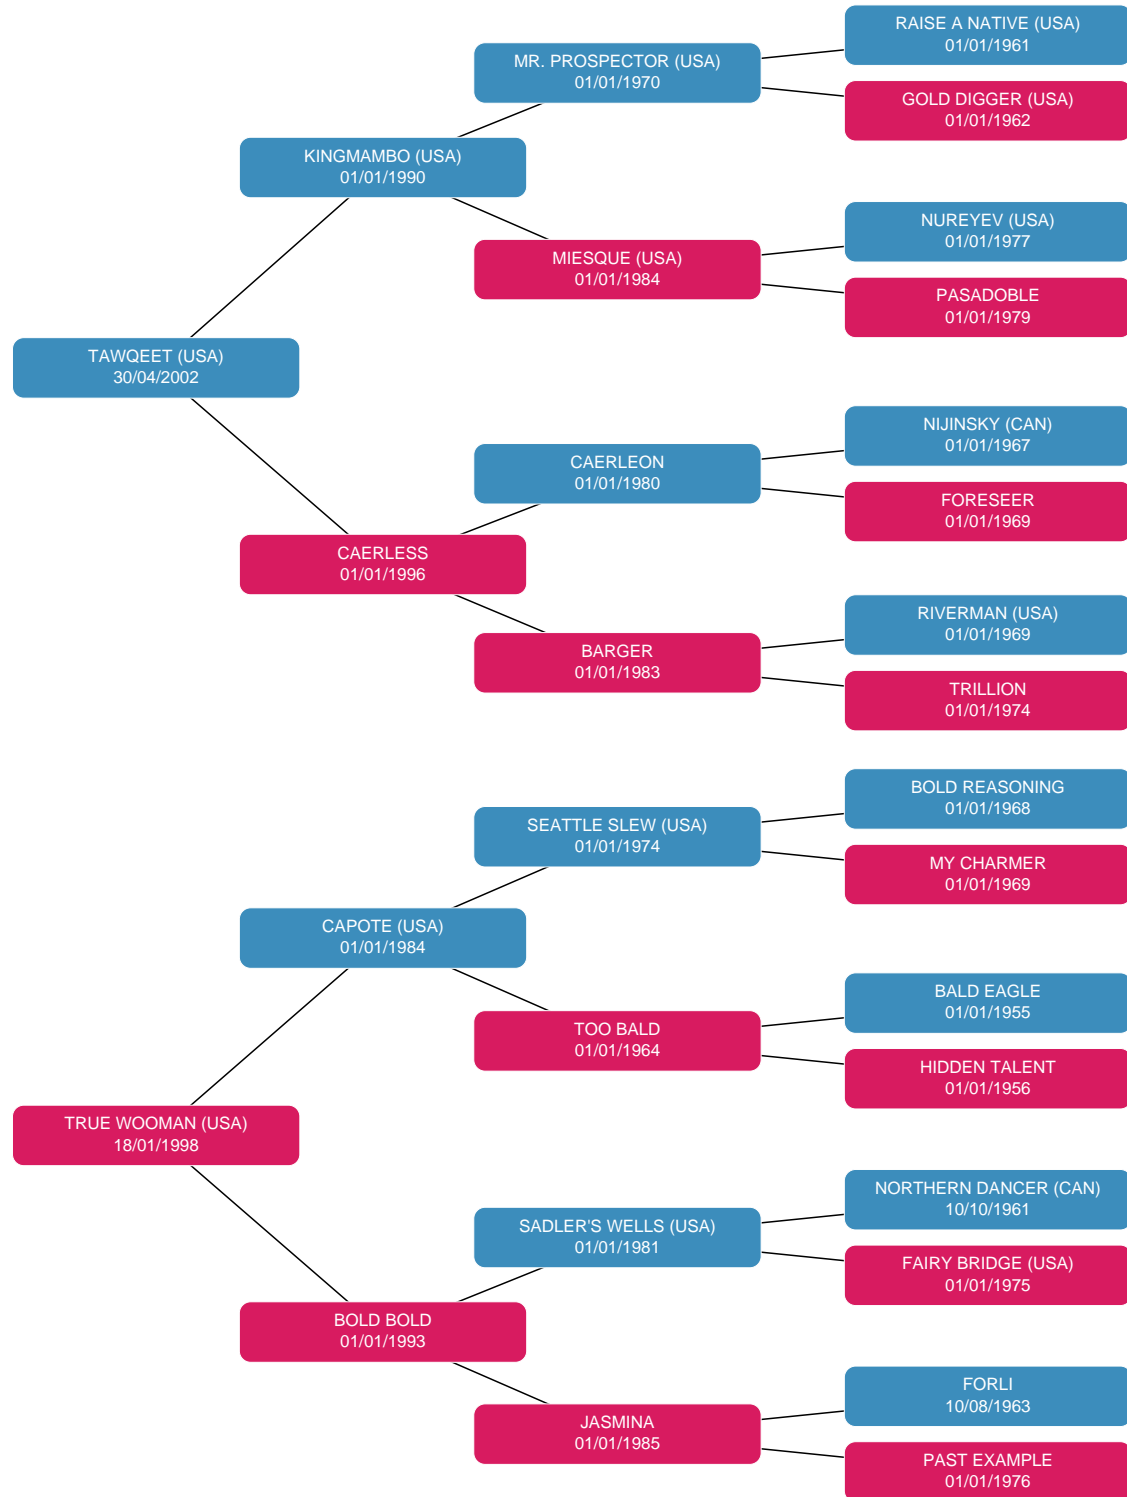 RAISE A NATIVE (USA)
01/01/1961
MR. PROSPECTOR (USA)
01/01/1970
GOLD DIGGER (USA)
01/01/1962
KINGMAMBO (USA)
01/01/1990
NUREYEV (USA)
01/01/1977
MIESQUE (USA)
01/01/1984
PASADOBLE
01/01/1979
TAWQEET (USA)
30/04/2002
NIJINSKY (CAN)
01/01/1967
CAERLEON
01/01/1980
FORESEER
01/01/1969
CAERLESS
01/01/1996
RIVERMAN (USA)
01/01/1969
BARGER
01/01/1983
TRILLION
01/01/1974
BOLD REASONING
01/01/1968
SEATTLE SLEW (USA)
01/01/1974
MY CHARMER
01/01/1969
CAPOTE (USA)
01/01/1984
BALD EAGLE
01/01/1955
TOO BALD
01/01/1964
HIDDEN TALENT
01/01/1956
TRUE WOOMAN (USA)
18/01/1998
NORTHERN DANCER (CAN)
10/10/1961
SADLER'S WELLS (USA)
01/01/1981
FAIRY BRIDGE (USA)
01/01/1975
BOLD BOLD
01/01/1993
FORLI
10/08/1963
JASMINA
01/01/1985
PAST EXAMPLE
01/01/1976